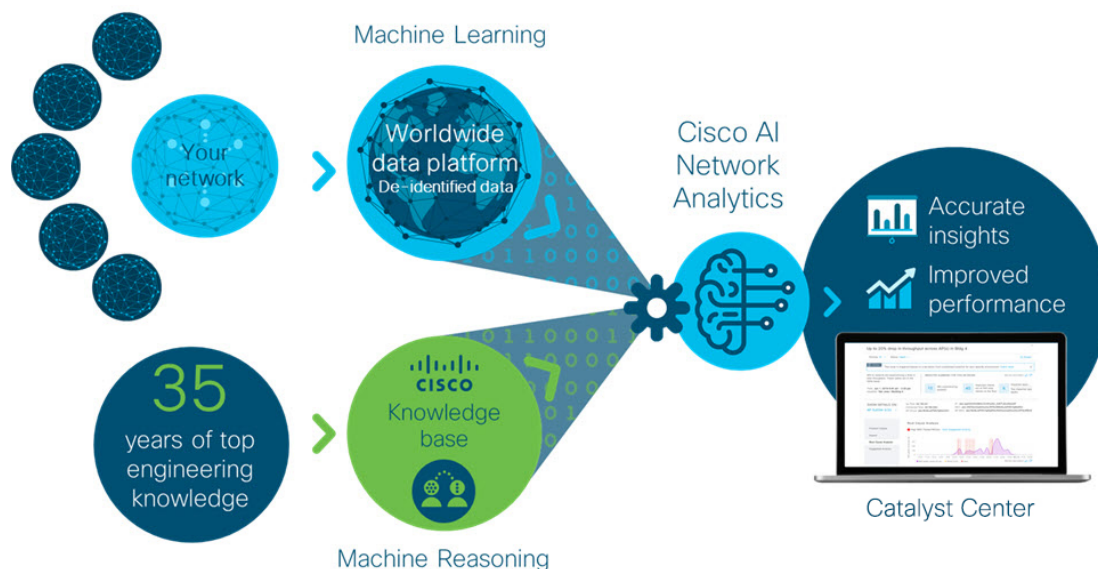 Machine Learning
Your
network
Worldwide
data platform
De-identified data
Cisco AI
Network
Analytics
Accurate
insights
Improved
performance
35
years of top
engineering
knowledge
CISCO
Knowledge
base
Machine Reasoning
Catalyst Center